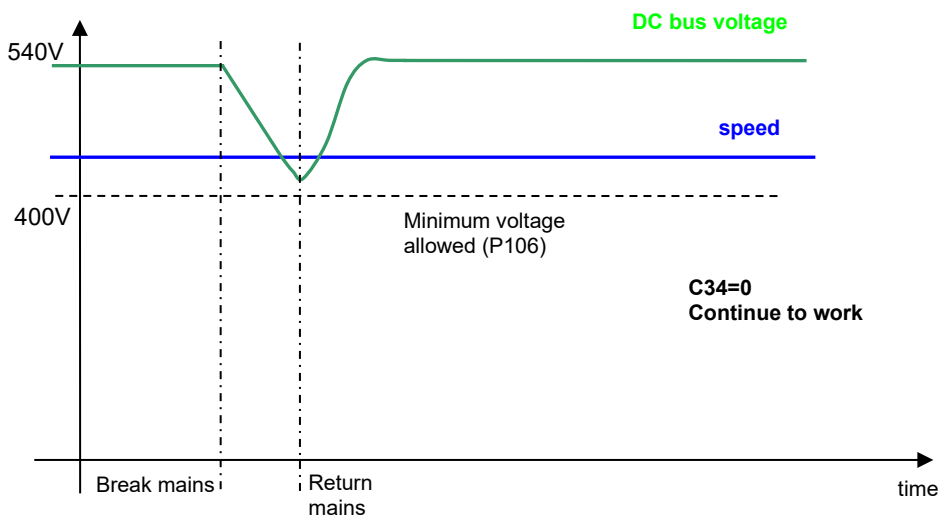 DC bus voltage
540V
speed
400V
Minimum voltage
allowed (P106)
C34=0
Continue to work
Break mains
Return
mains
time